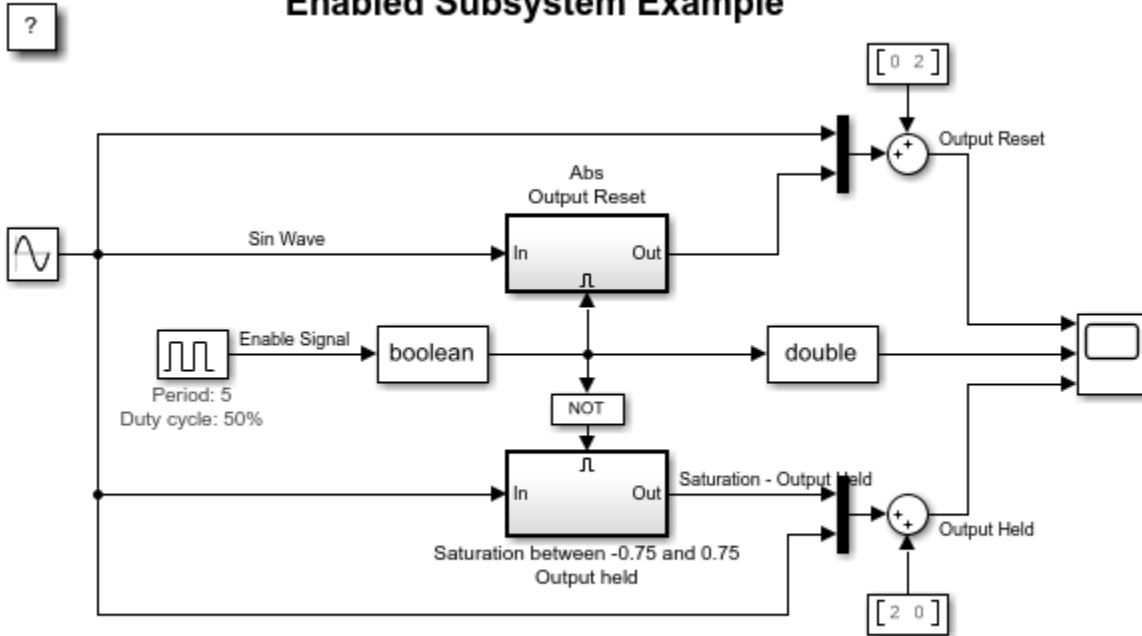 Enabled Subsystem Example
?
[ 0 2 ]
Output Reset
Abs
Output Reset
Sin Wave
In
Out
Enable Signal
boolean
double
Period: 5
Duty cycle: 50%
NOT
In
Out
Saturation - Output Held
Output Held
Saturation between -0.75 and 0.75
Output held
[ 2 0 ]